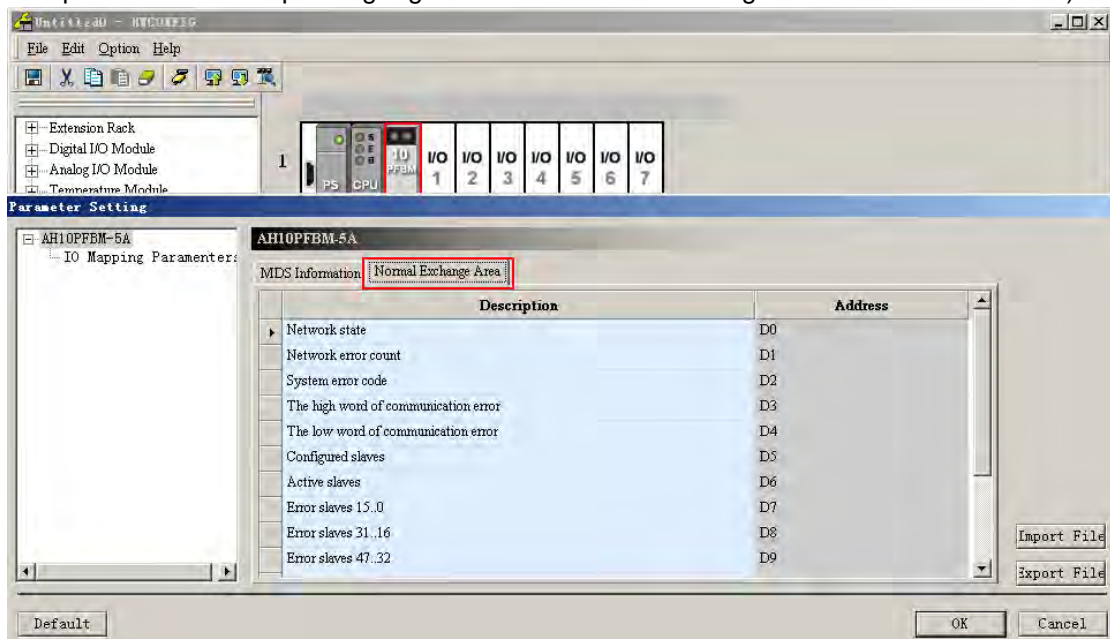 Untitled0 - HWCONFIG
File Edit Option Help
Extension Rack
Digital I/O Module
Analog I/O Module
Temperature Module
1
PS CPU 10 PFBM I/O 1 I/O 2 I/O 3 I/O 4 I/O 5 I/O 6 I/O 7
Parameter Setting
AH10PFBM-5A
IO Mapping Paramenters
AH10PFBM-5A
MDS Information Normal Exchange Area
Description Address
Network state D0
Network error count D1
System error code D2
The high word of communication error D3
The low word of communication error D4
Configured slaves D5
Active slaves D6
Error slaves 15..0 D7
Error slaves 31..16 D8
Error slaves 47..32 D9
Import File
Export File
Default OK Cancel